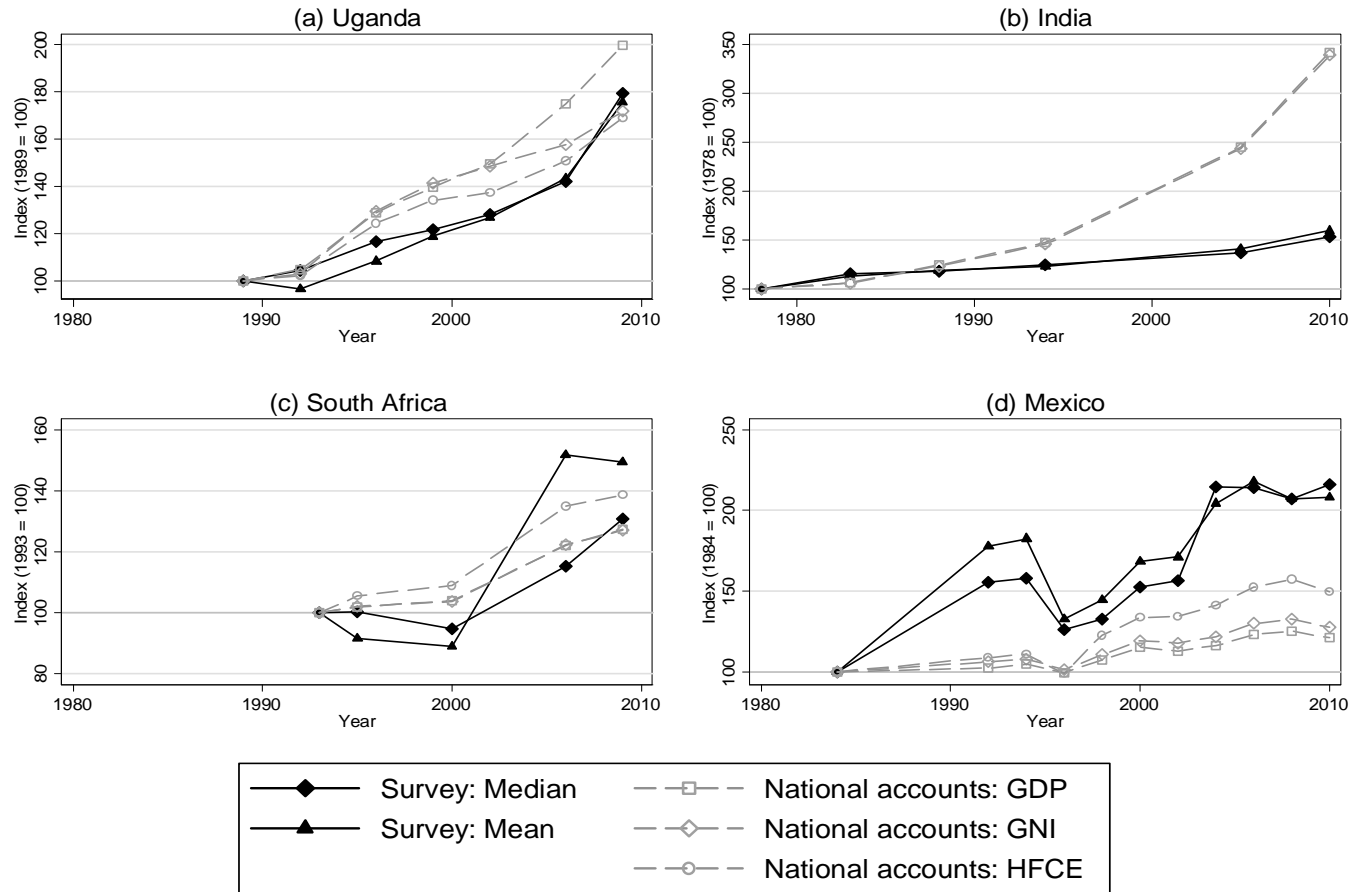 (a) Uganda
Index (1989 = 100)
200
180
160
140
120
100
1980
1990
2000
2010
Year
(b) India
Index (1978 = 100)
350
300
250
200
150
100
1980
1990
2000
2010
Year
(c) South Africa
Index (1993 = 100)
160
140
120
100
80
1980
1990
2000
2010
Year
(d) Mexico
Index (1984 = 100)
250
200
150
100
1980
1990
2000
2010
Year
Survey: Median
Survey: Mean
National accounts: GDP
National accounts: GNI
National accounts: HFCE